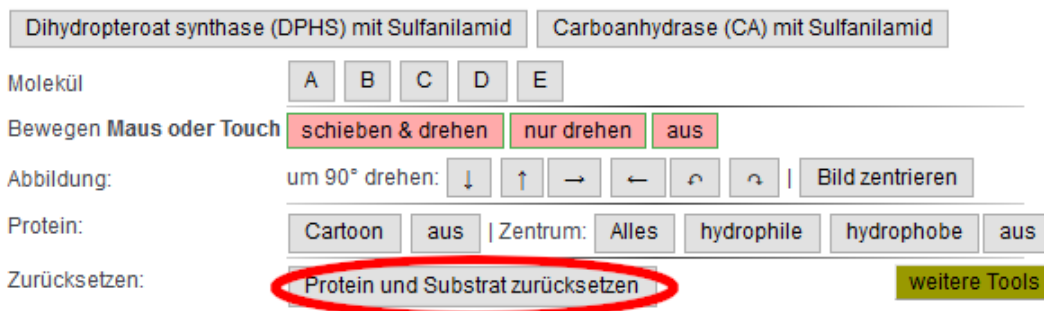 Dihydropteroat synthase (DPHS) mit Sulfanilamid Carboanhydrase (CA) mit Sulfanilamid
Molekül A B C D E
Bewegen Maus oder Touch schieben & drehen nur drehen aus
Abbildung: um 90° drehen: ↓ ↑ → ← ↶ ↷ | Bild zentrieren
Protein: Cartoon aus | Zentrum: Alles hydrophile hydrophobe aus
Zurücksetzen: Protein und Substrat zurücksetzen weitere Tools